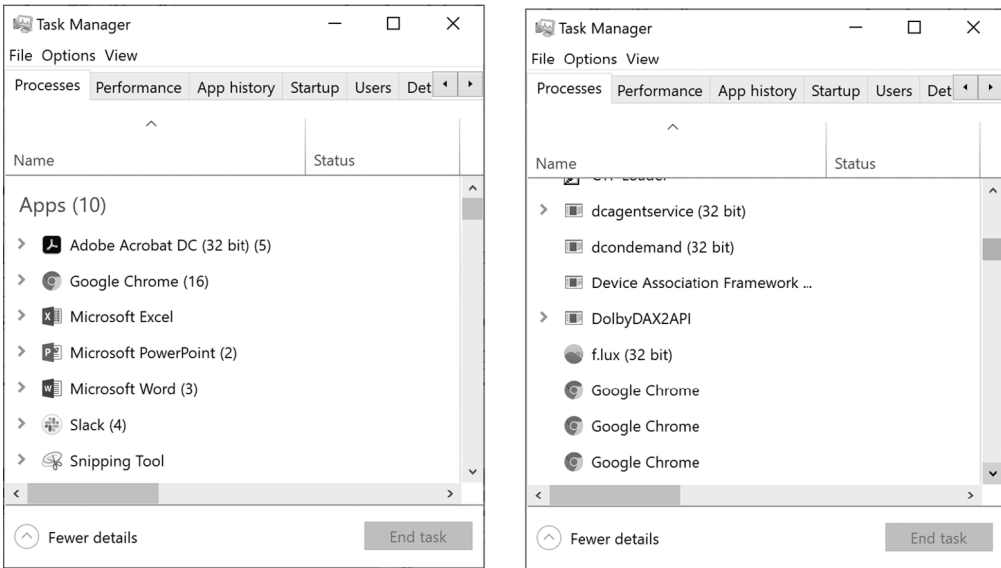 Task Manager
File Options View
Processes Performance App history Startup Users Det
Name Status
Apps (10)
Adobe Acrobat DC (32 bit) (5)
Google Chrome (16)
Microsoft Excel
Microsoft PowerPoint (2)
Microsoft Word (3)
Slack (4)
Snipping Tool
Fewer details End task
Task Manager
File Options View
Processes Performance App history Startup Users Det
Name Status
dcagentservice (32 bit)
dcondemand (32 bit)
Device Association Framework ...
DolbyDAX2API
f.lux (32 bit)
Google Chrome
Google Chrome
Google Chrome
Fewer details End task